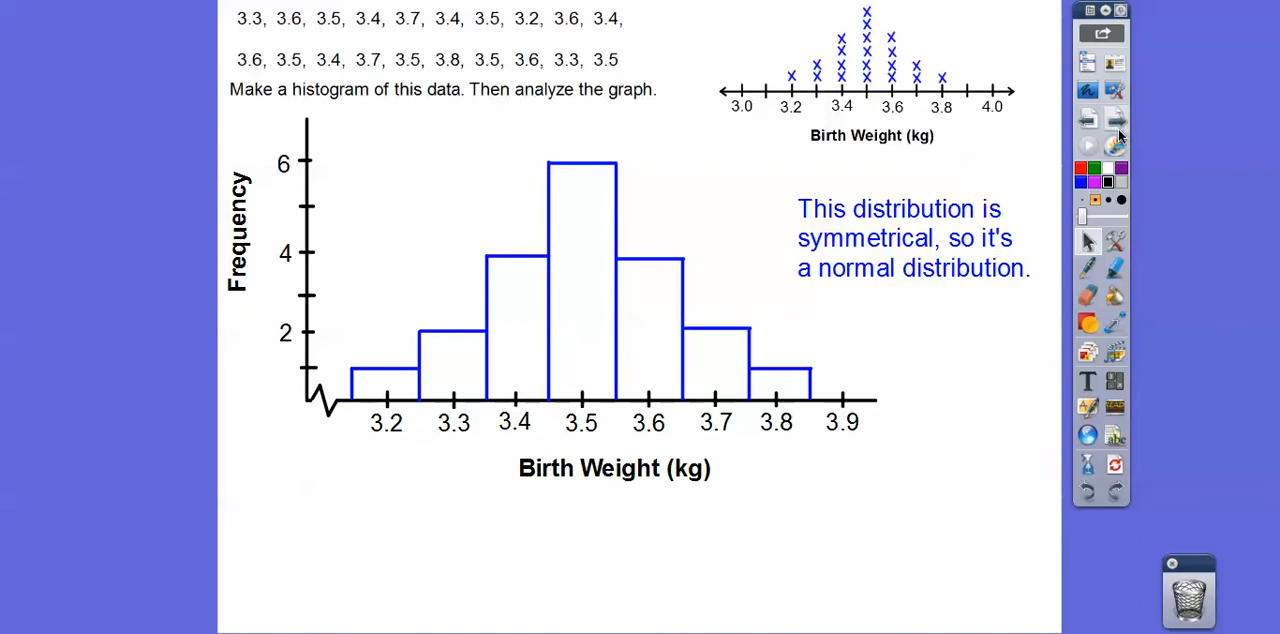 3.3, 3.6, 3.5, 3.4, 3.7, 3.4, 3.5, 3.2, 3.6, 3.4,
3.6, 3.5, 3.4, 3.7, 3.5, 3.8, 3.5, 3.6, 3.3, 3.5
Make a histogram of this data. Then analyze the graph.
3.0 3.2 3.4 3.6 3.8 4.0
Birth Weight (kg)
Frequency
6
4
2
This distribution is
symmetrical, so it's
a normal distribution.
3.2 3.3 3.4 3.5 3.6 3.7 3.8 3.9
Birth Weight (kg)